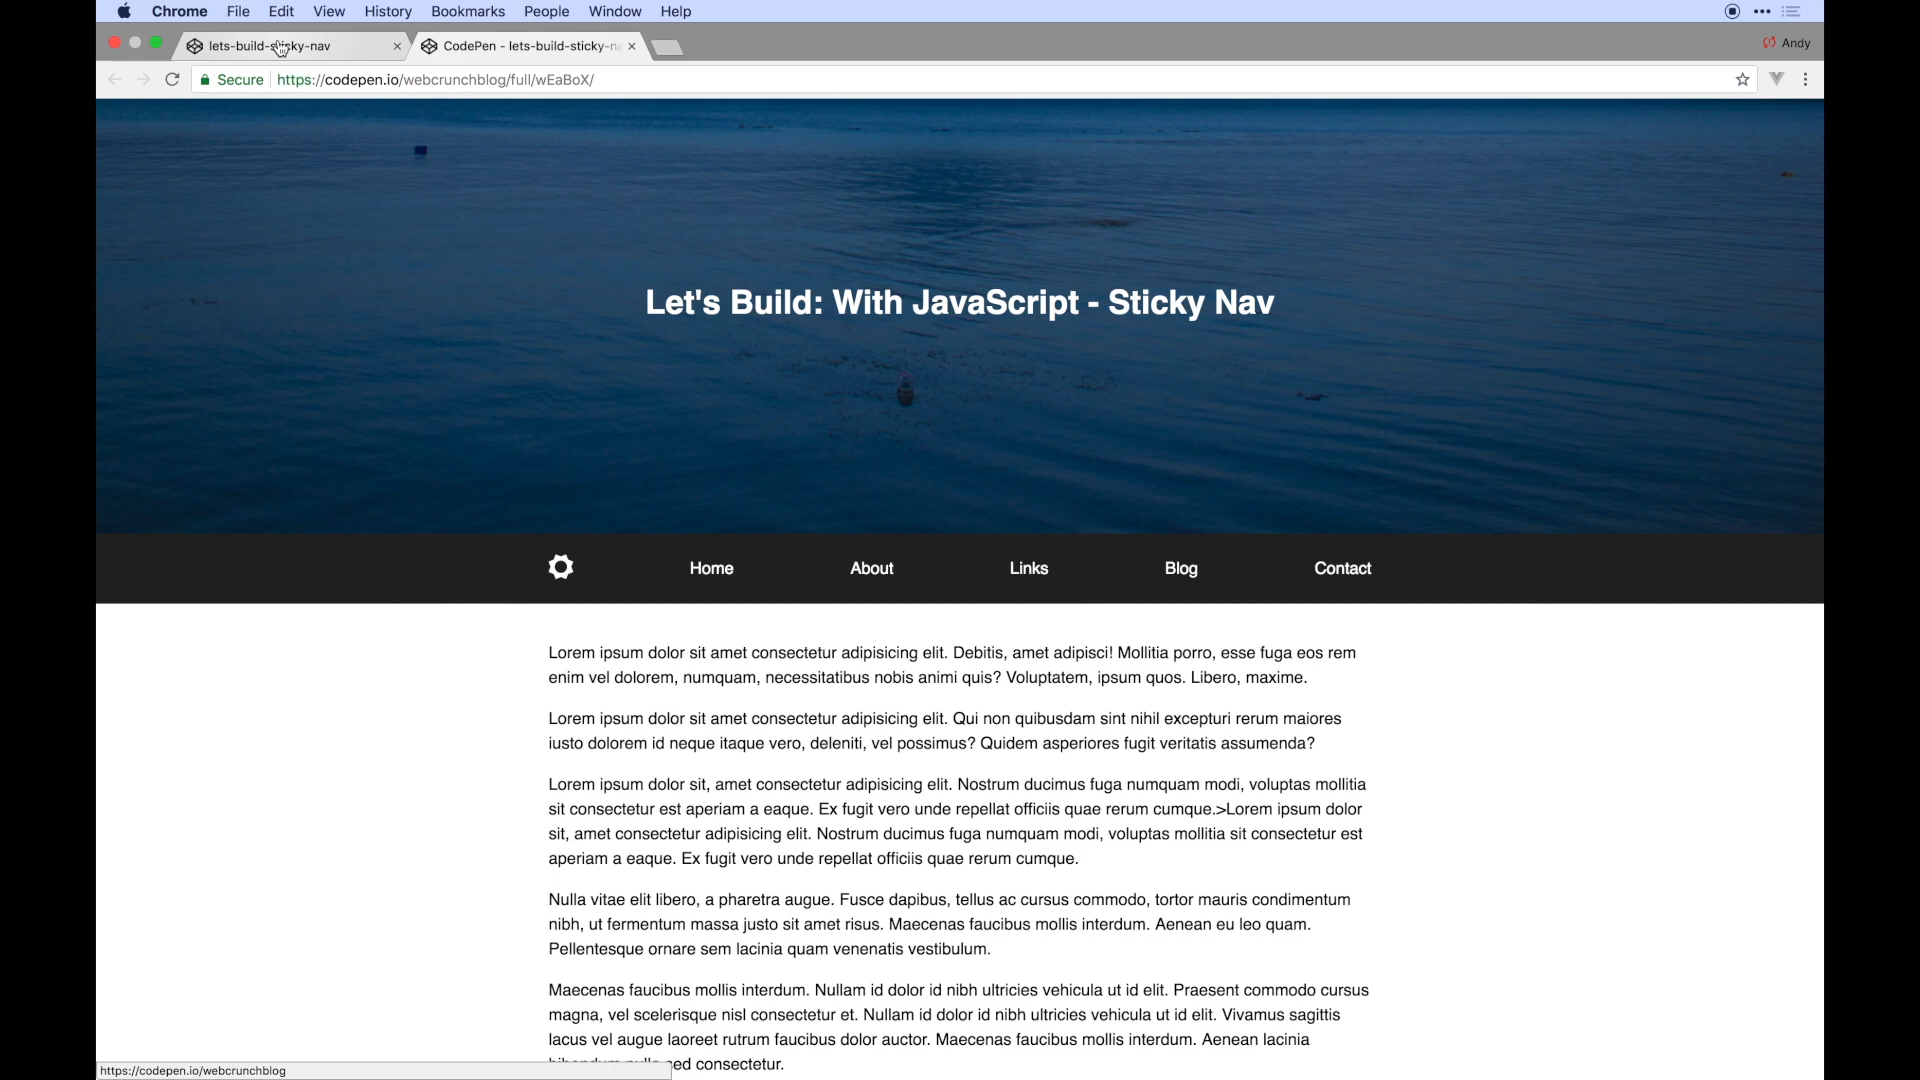 Chrome File Edit View History Bookmarks People Window Help
lets-build-sticky-nav
CodePen - lets-build-sticky-na
Andy
Secure https://codepen.io/webcrunchblog/full/wEaBoX/
Let's Build: With JavaScript - Sticky Nav
Home About Links Blog Contact
Lorem ipsum dolor sit amet consectetur adipisicing elit. Debitis, amet adipisci! Mollitia porro, esse fuga eos rem
enim vel dolorem, numquam, necessitatibus nobis animi quis? Voluptatem, ipsum quos. Libero, maxime.
Lorem ipsum dolor sit amet consectetur adipisicing elit. Qui non quibusdam sint nihil excepturi rerum maiores
iusto dolorem id neque itaque vero, deleniti, vel possimus? Quidem asperiores fugit veritatis assumenda?
Lorem ipsum dolor sit, amet consectetur adipisicing elit. Nostrum ducimus fuga numquam modi, voluptas mollitia
sit consectetur est aperiam a eaque. Ex fugit vero unde repellat officiis quae rerum cumque.>Lorem ipsum dolor
sit, amet consectetur adipisicing elit. Nostrum ducimus fuga numquam modi, voluptas mollitia sit consectetur est
aperiam a eaque. Ex fugit vero unde repellat officiis quae rerum cumque.
Nulla vitae elit libero, a pharetra augue. Fusce dapibus, tellus ac cursus commodo, tortor mauris condimentum
nibh, ut fermentum massa justo sit amet risus. Maecenas faucibus mollis interdum. Aenean eu leo quam.
Pellentesque ornare sem lacinia quam venenatis vestibulum.
Maecenas faucibus mollis interdum. Nullam id dolor id nibh ultricies vehicula ut id elit. Praesent commodo cursus
magna, vel scelerisque nisl consectetur et. Nullam id dolor id nibh ultricies vehicula ut id elit. Vivamus sagittis
lacus vel augue laoreet rutrum faucibus dolor auctor. Maecenas faucibus mollis interdum. Aenean lacinia
sed consectetur.
https://codepen.io/webcrunchblog